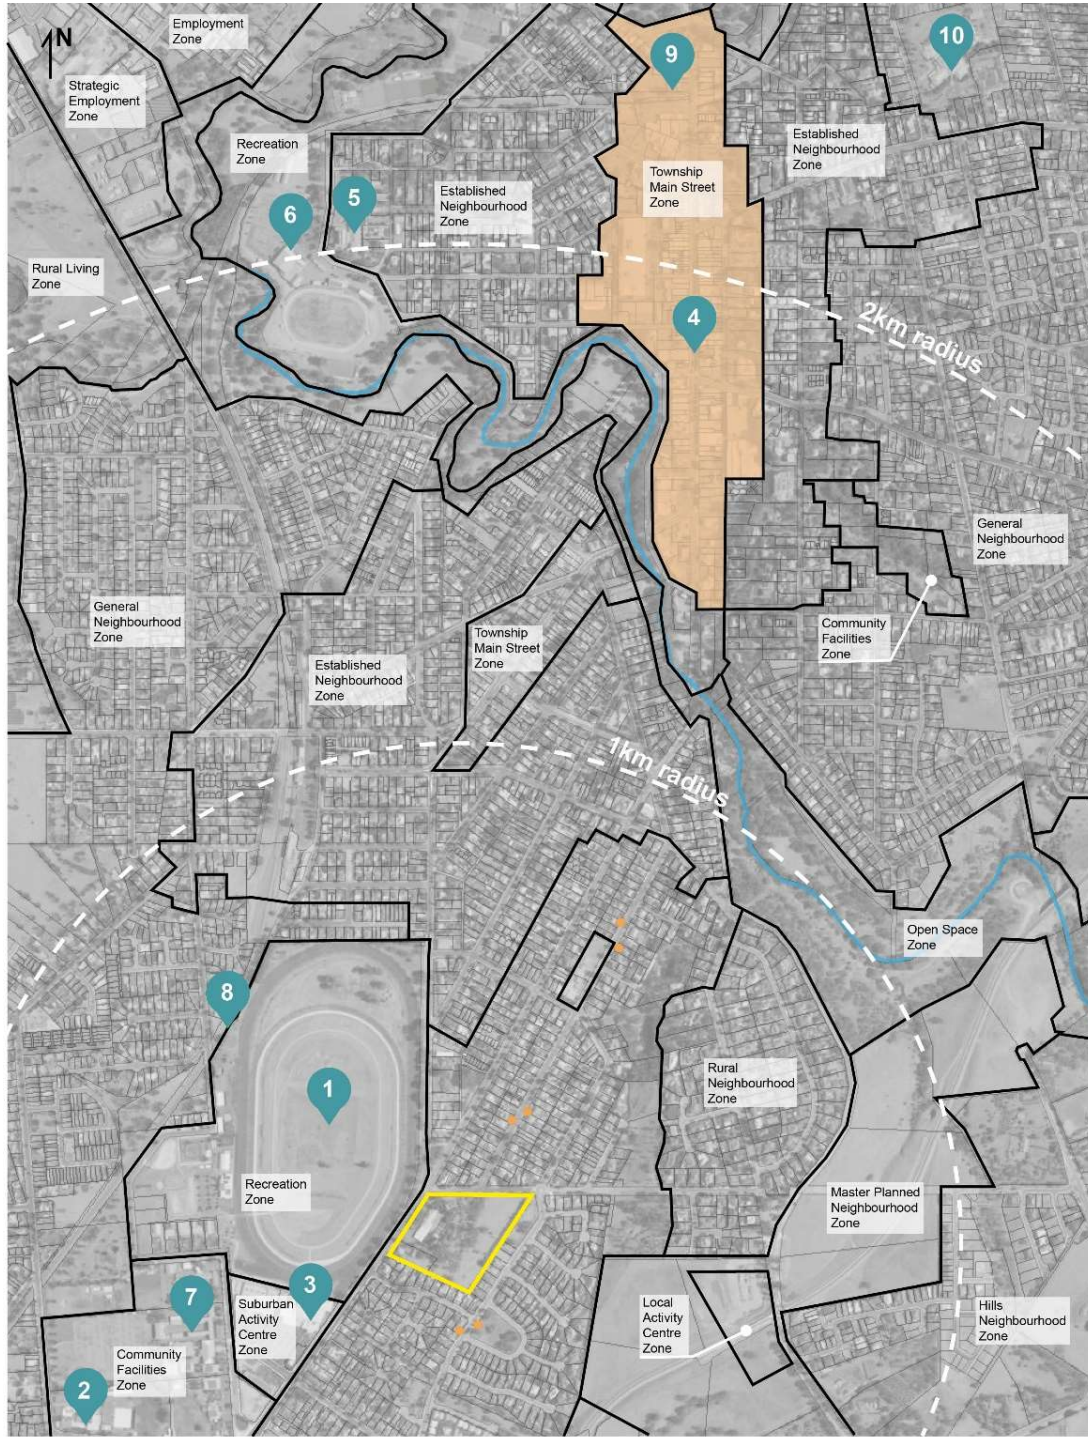 Employment
Zone
N
9
10
Strategic
Employment
Zone
Recreation
Zone
Established
Neighbourhood
Zone
Township
Main Street
Zone
5
Established
Neighbourhood
Zone
6
Rural Living
Zone
4
2km radius
General
Neighbourhood
Zone
General
Neighbourhood
Zone
Community
Facilities
Zone
Township
Main Street
Zone
Established
Neighbourhood
Zone
1km radius
Open Space
Zone
8
1
Rural
Neighbourhood
Zone
Recreation
Zone
Master Planned
Neighbourhood
Zone
7
3
Suburban
Activity
Centre
Zone
Local
Activity
Centre
Zone
Hills
Neighbourhood
Zone
Community
Facilities
Zone
2